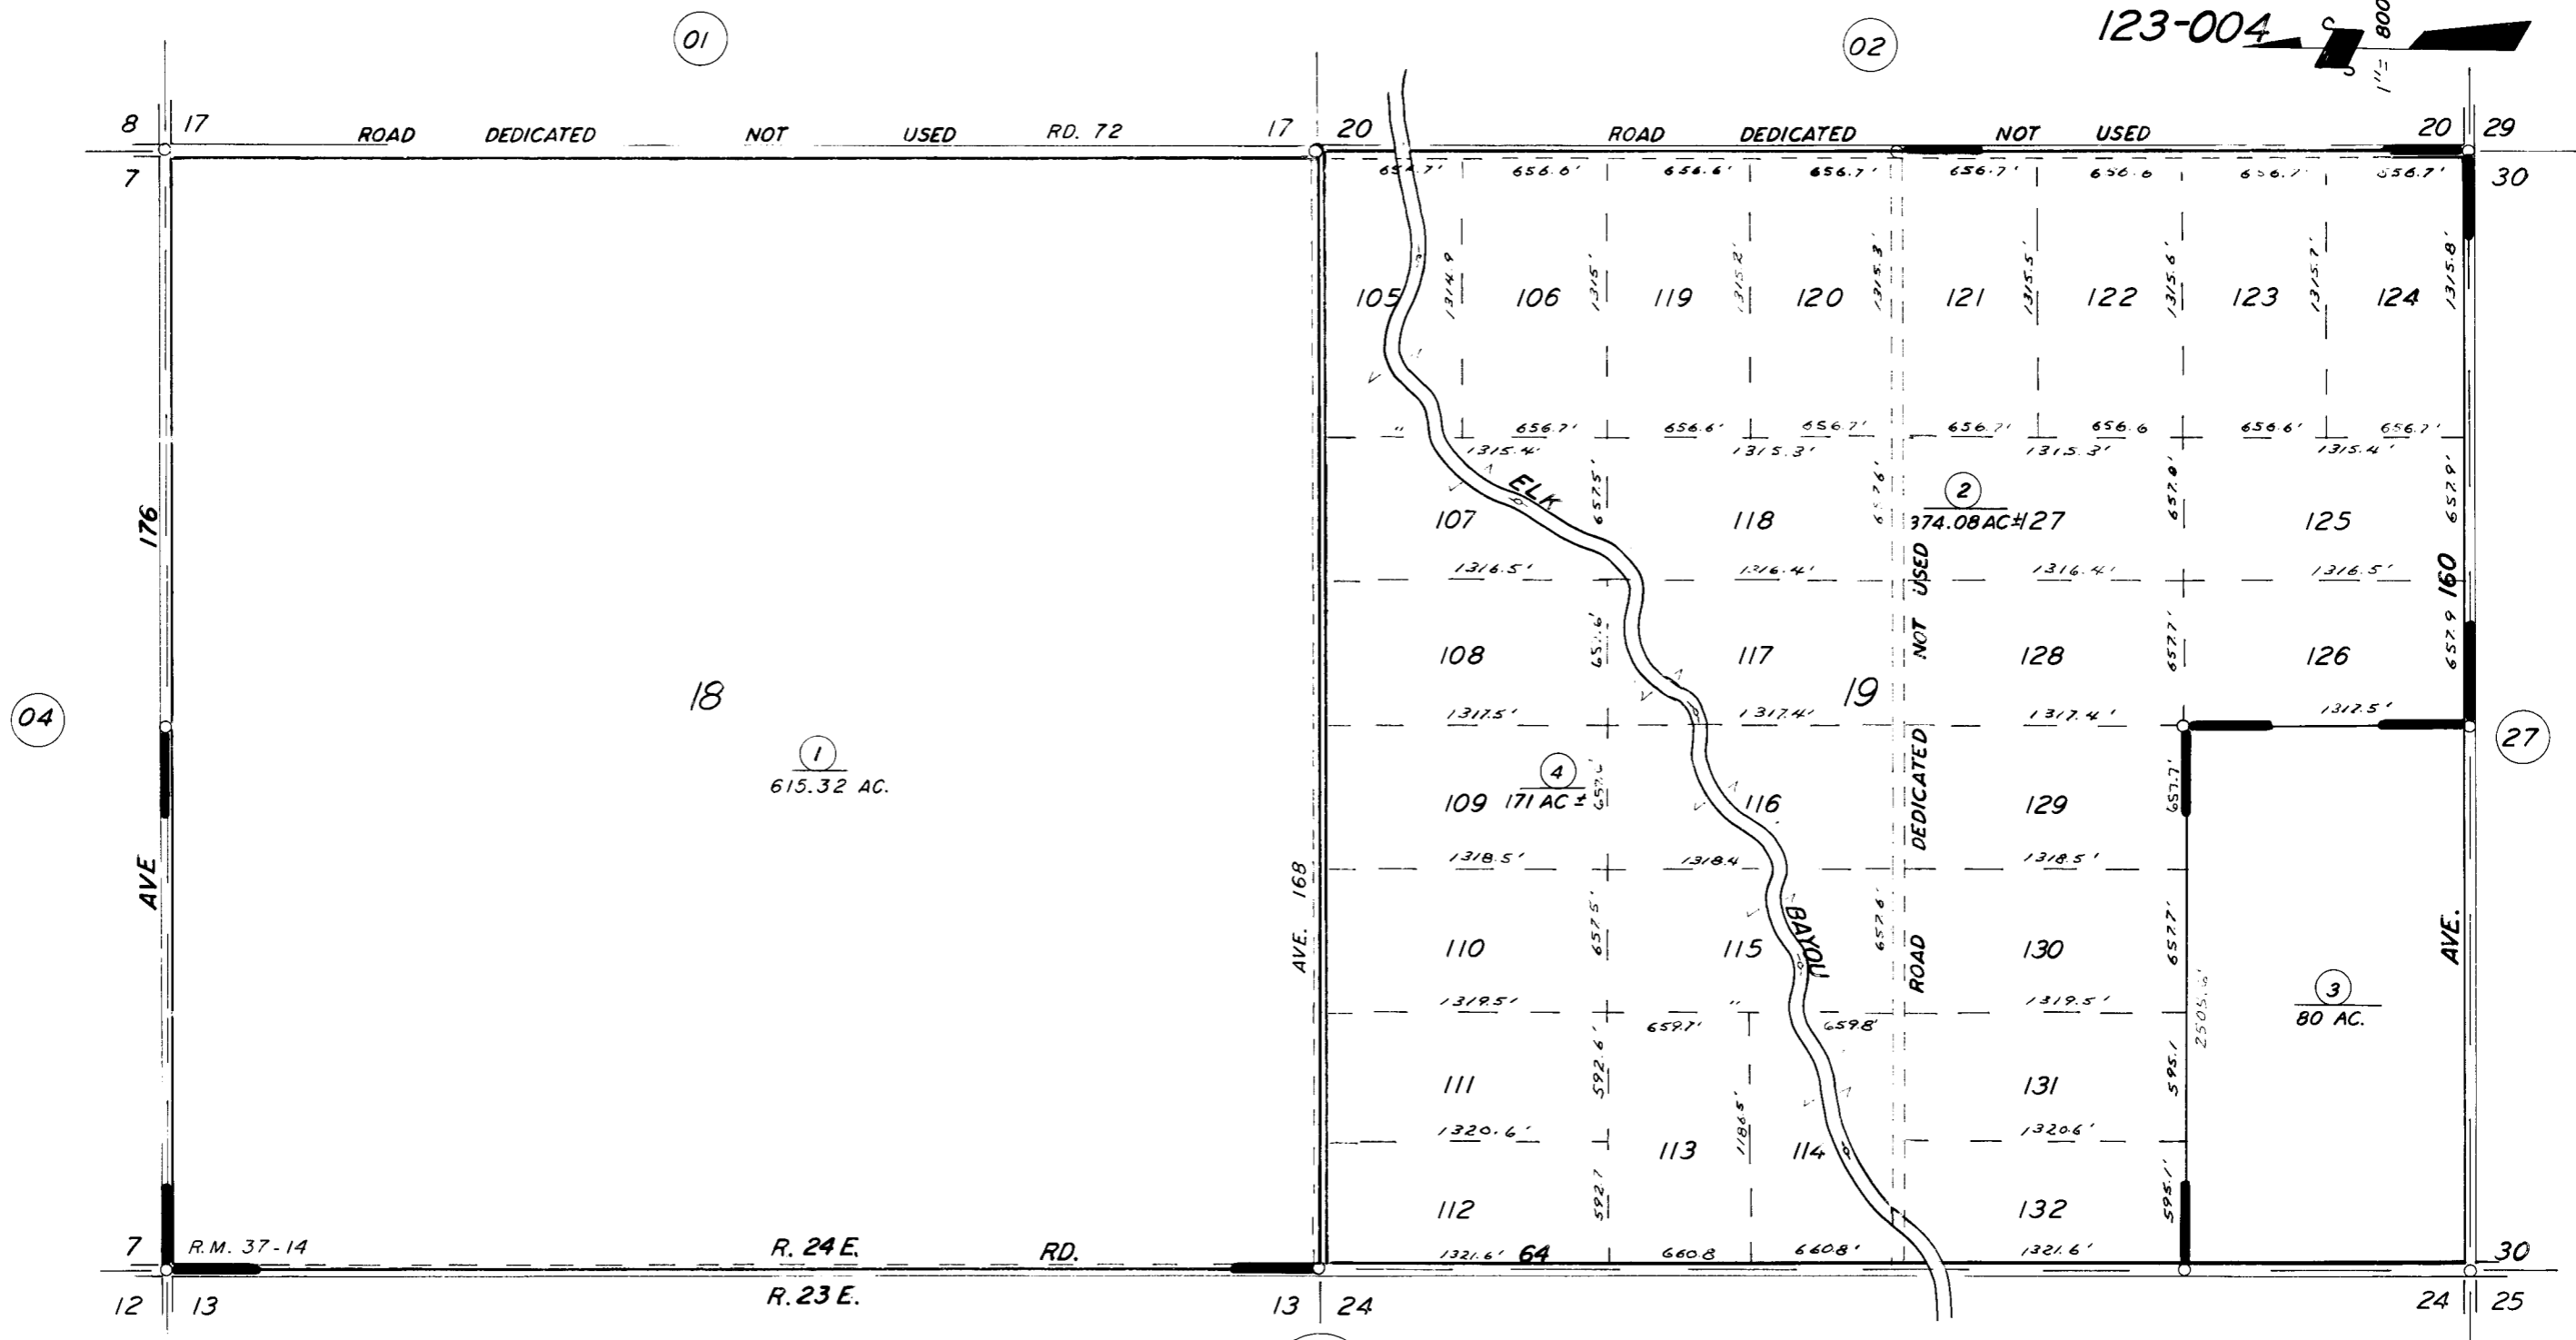 123-004
1"= 800
01
02
8 17 ROAD DEDICATED NOT USED RD. 72 17 20 ROAD DEDICATED NOT USED 20 29
7 30
656.6' 656.6' 656.7' 656.7' 656.6 656.7' 656.7'
1314.9 1315' 1315.2' 1315.3' 1315.5' 1315.6' 1315.7' 1315.8'
105 106 119 120 121 122 123 124
" 656.7' 656.6' 656.7' 656.7' 656.6 656.6' 656.7'
1315.4' 1315.3' 1315.3' 1315.4'
ELK
657.5' 657.6' 657.9'
2
107 118 374.08 AC± 127 125
176
1316.5' 1316.4' 1316.4' 1316.5'
160
657.7' 657.9
108 117 128 126
18
19
04
1317.5' 1317.4' 1317.4' 1317.5'
27
1
615.32 AC.
4
109 171 AC ± 116 129
657.7'
ROAD DEDICATED NOT USED
1318.5' 1318.4 1318.5'
AVE
AVE. 168
AVE.
BAYOU
657.5' 657.6' 657.7'
110 115 130
3
80 AC.
1319.5' " 1319.5'
659.7' 659.8'
592.6' 595.1 2505.6'
111 131
1186.5'
1320.6' 1320.6'
113 114
592.7 595.1'
112 132
7 R.M. 37-14 R. 24 E. RD. 1321.6' 64 660.8 660.8' 1321.6' 30
R. 23 E.
12 13 13 24 24 25